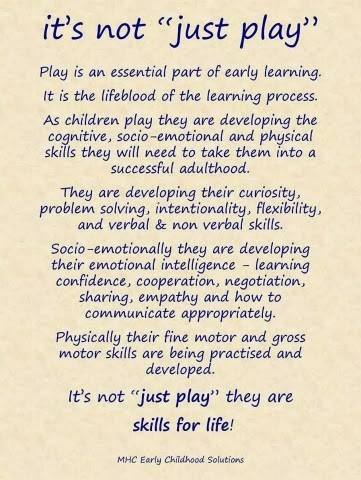 it's not “just play”
Play is an essential part of early learning.
It is the lifeblood of the learning process.
As children play they are developing the
cognitive, socio-emotional and physical
skills they will need to take them into a
successful adulthood.
They are developing their curiosity,
problem solving, intentionality, flexibility,
and verbal & non verbal skills.
Socio-emotionally they are developing
their emotional intelligence - learning
confidence, cooperation, negotiation,
sharing, empathy and how to
communicate appropriately.
Physically their fine motor and gross
motor skills are being practised and
developed.
It's not “just play” they are
skills for life!
MHC Early Childhood Solutions